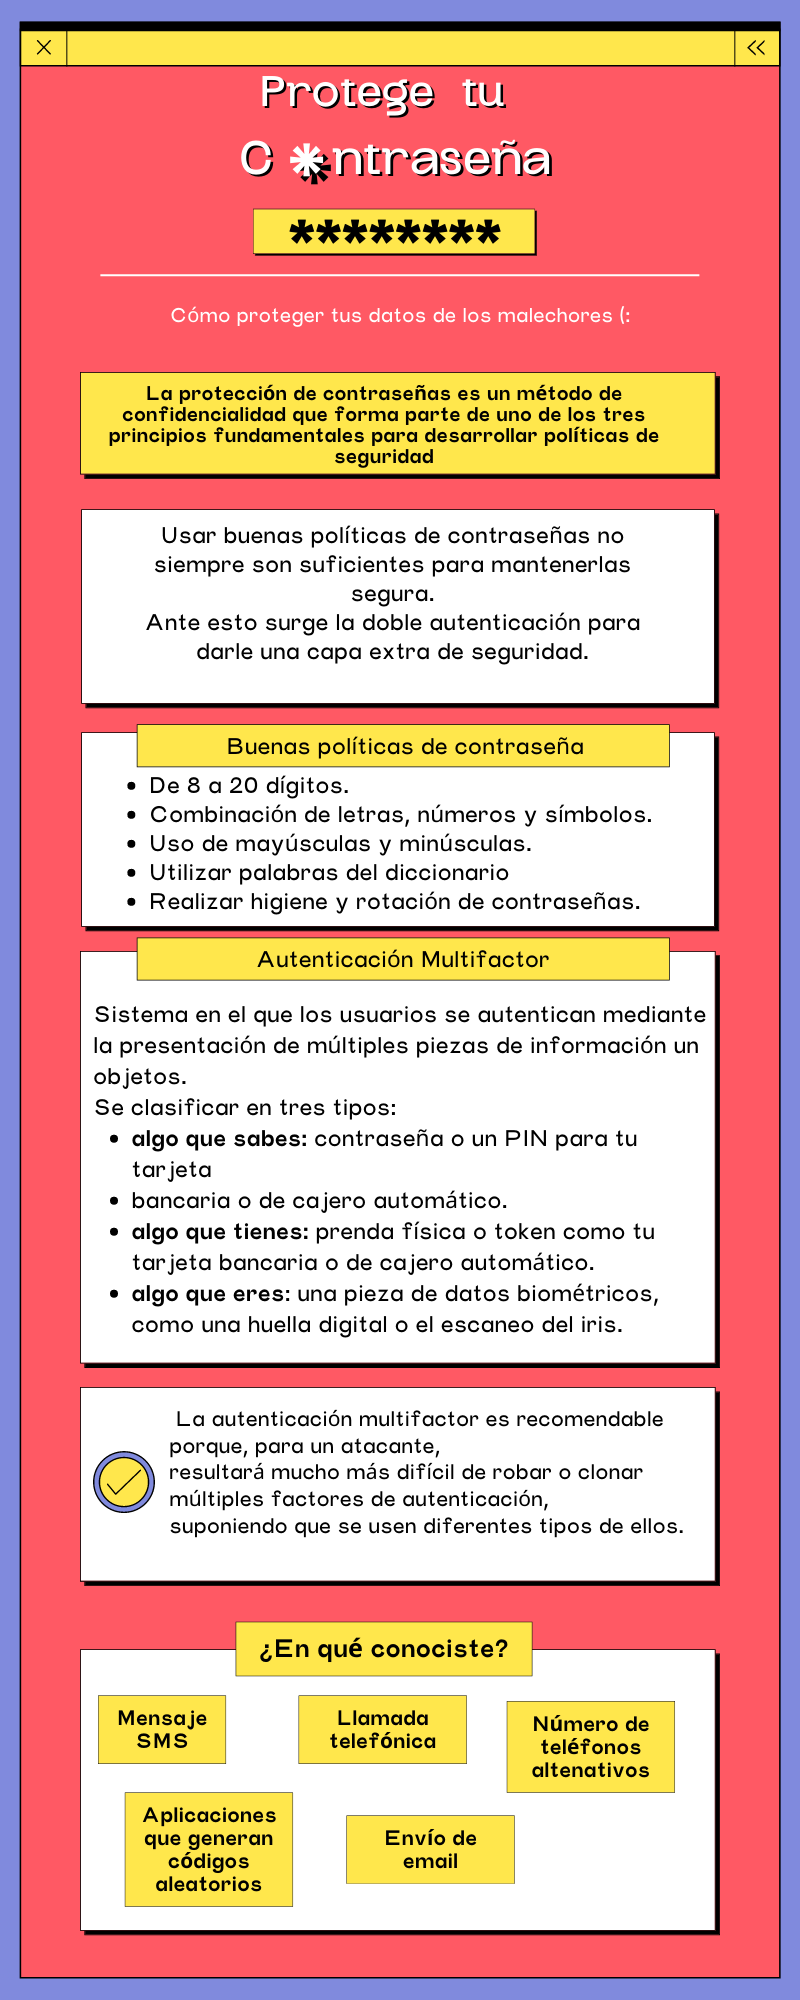 Protege tu
C*ntraseña
********
Cómo proteger tus datos de los malechores (:
La protección de contraseñas es un método de
confidencialidad que forma parte de uno de los tres
principios fundamentales para desarrollar políticas de
seguridad
Usar buenas políticas de contraseñas no
siempre son suficientes para mantenerlas
segura.
Ante esto surge la doble autenticación para
darle una capa extra de seguridad.
Buenas políticas de contraseña
• De 8 a 20 dígitos.
• Combinación de letras, números y símbolos.
• Uso de mayúsculas y minúsculas.
• Utilizar palabras del diccionario
• Realizar higiene y rotación de contraseñas.
Autenticación Multifactor
Sistema en el que los usuarios se autentican mediante
la presentación de múltiples piezas de información un
objetos.
Se clasificar en tres tipos:
• algo que sabes: contraseña o un PIN para tu
tarjeta
• bancaria o de cajero automático.
• algo que tienes: prenda física o token como tu
tarjeta bancaria o de cajero automático.
• algo que eres: una pieza de datos biométricos,
como una huella digital o el escaneo del iris.
La autenticación multifactor es recomendable
porque, para un atacante,
resultará mucho más difícil de robar o clonar
múltiples factores de autenticación,
suponiendo que se usen diferentes tipos de ellos.
¿En qué conociste?
Mensaje
SMS
Llamada
telefónica
Número de
teléfonos
altenativos
Aplicaciones
que generan
códigos
aleatorios
Envío de
email